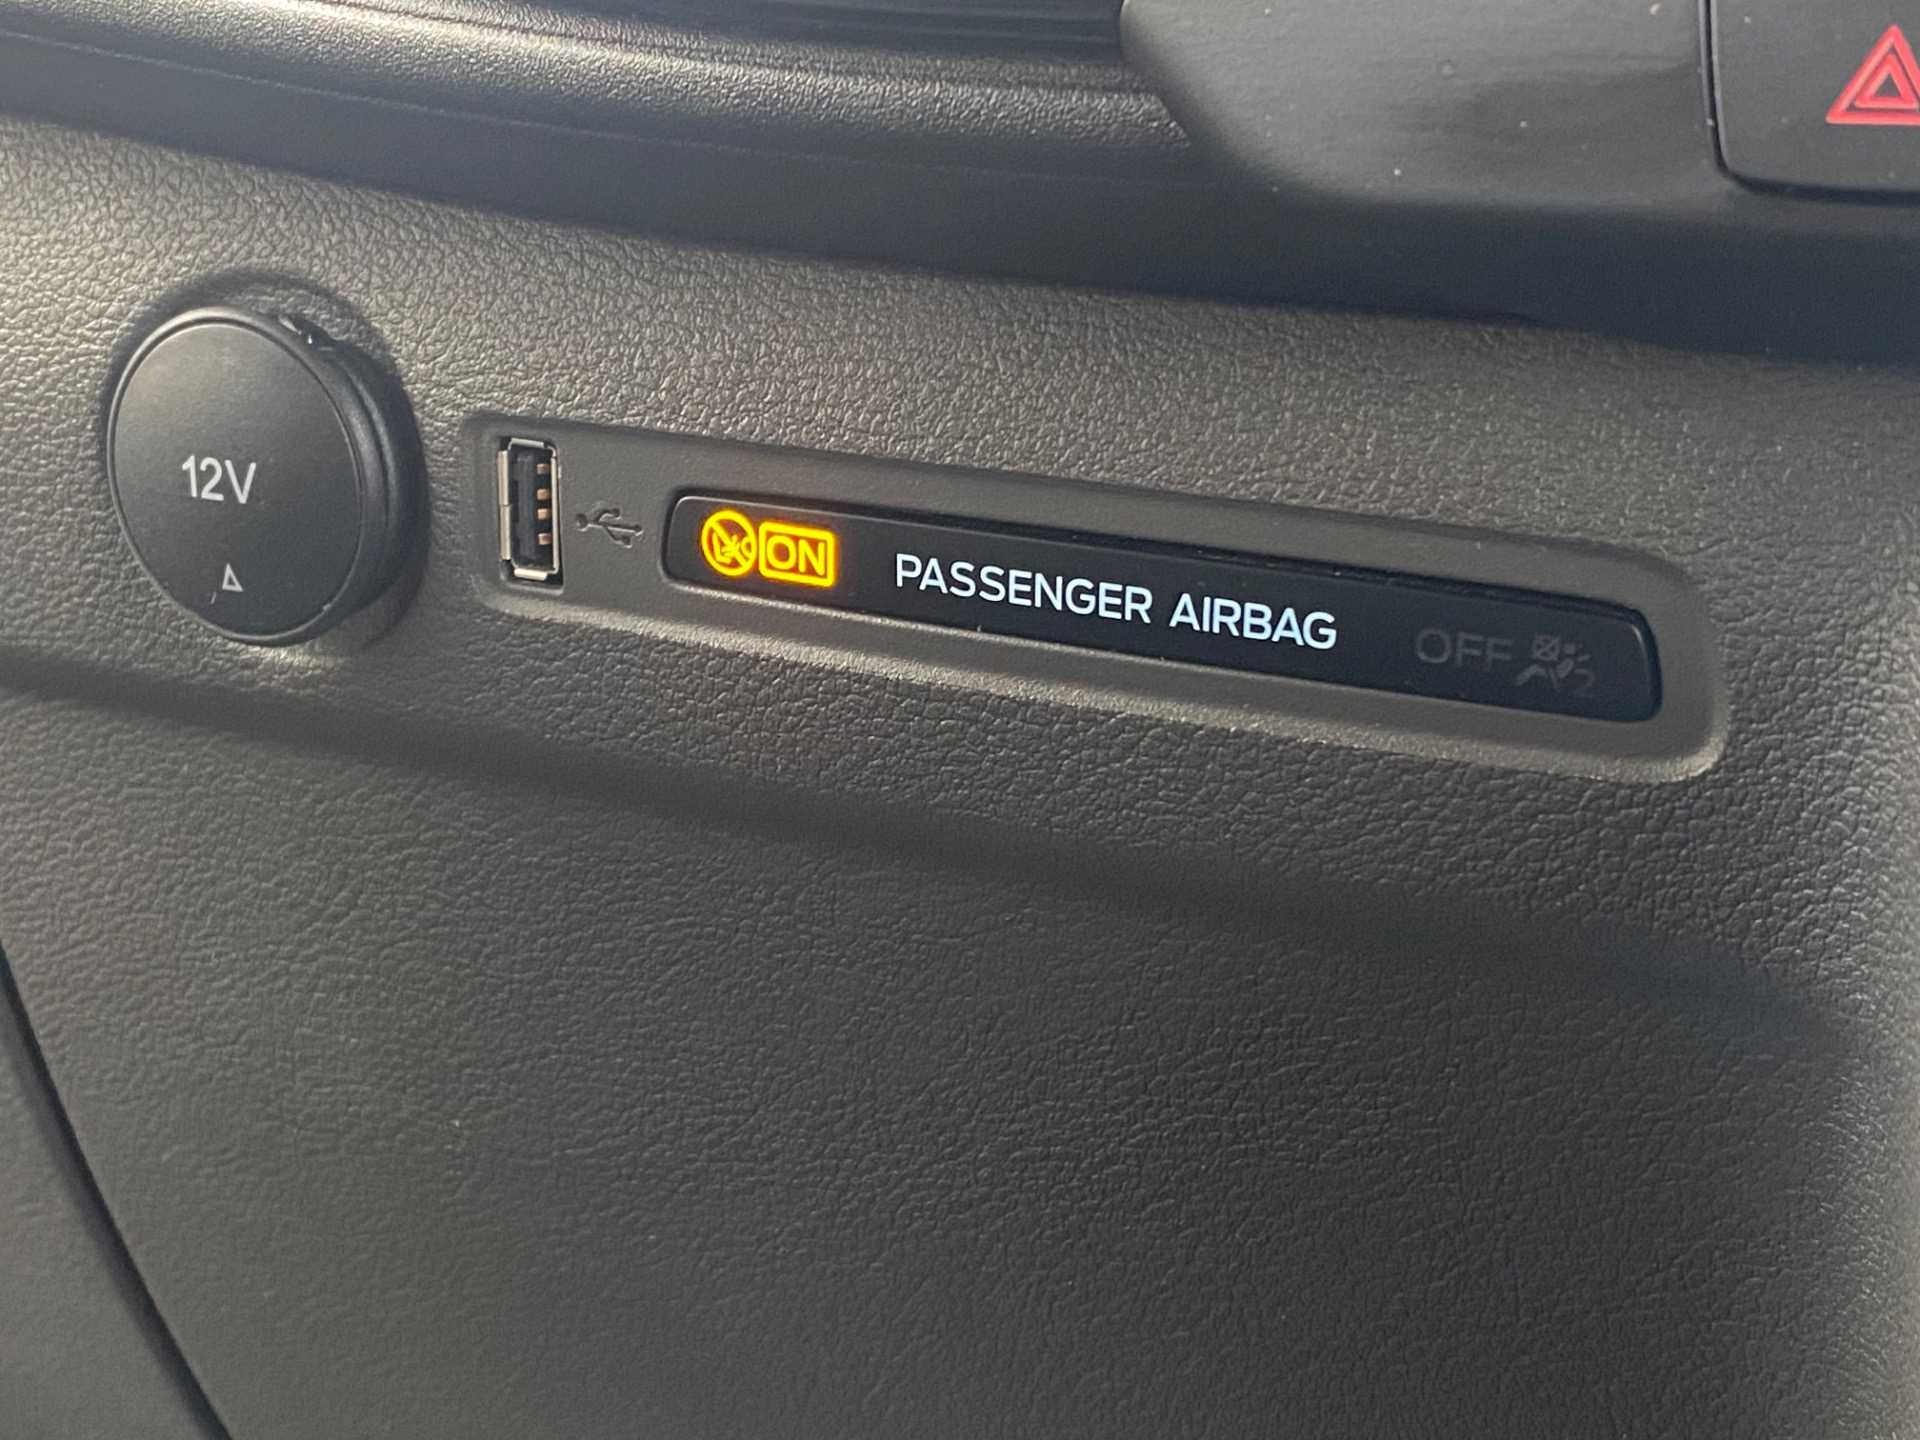 12V
ON PASSENGER AIRBAG OFF